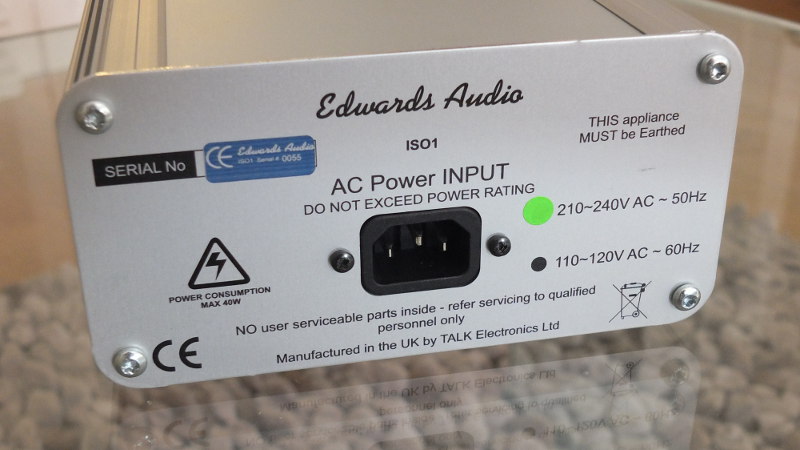 Edwards Audio
ISO1
THIS appliance
MUST be Earthed
SERIAL No
CE Edwards Audio
ISO1 Serial # 0055
AC Power INPUT
DO NOT EXCEED POWER RATING
210~240V AC ~ 50Hz
110~120V AC ~ 60Hz
POWER CONSUMPTION
MAX 40W
NO user serviceable parts inside - refer servicing to qualified
personnel only
Manufactured in the UK by TALK Electronics Ltd
CE